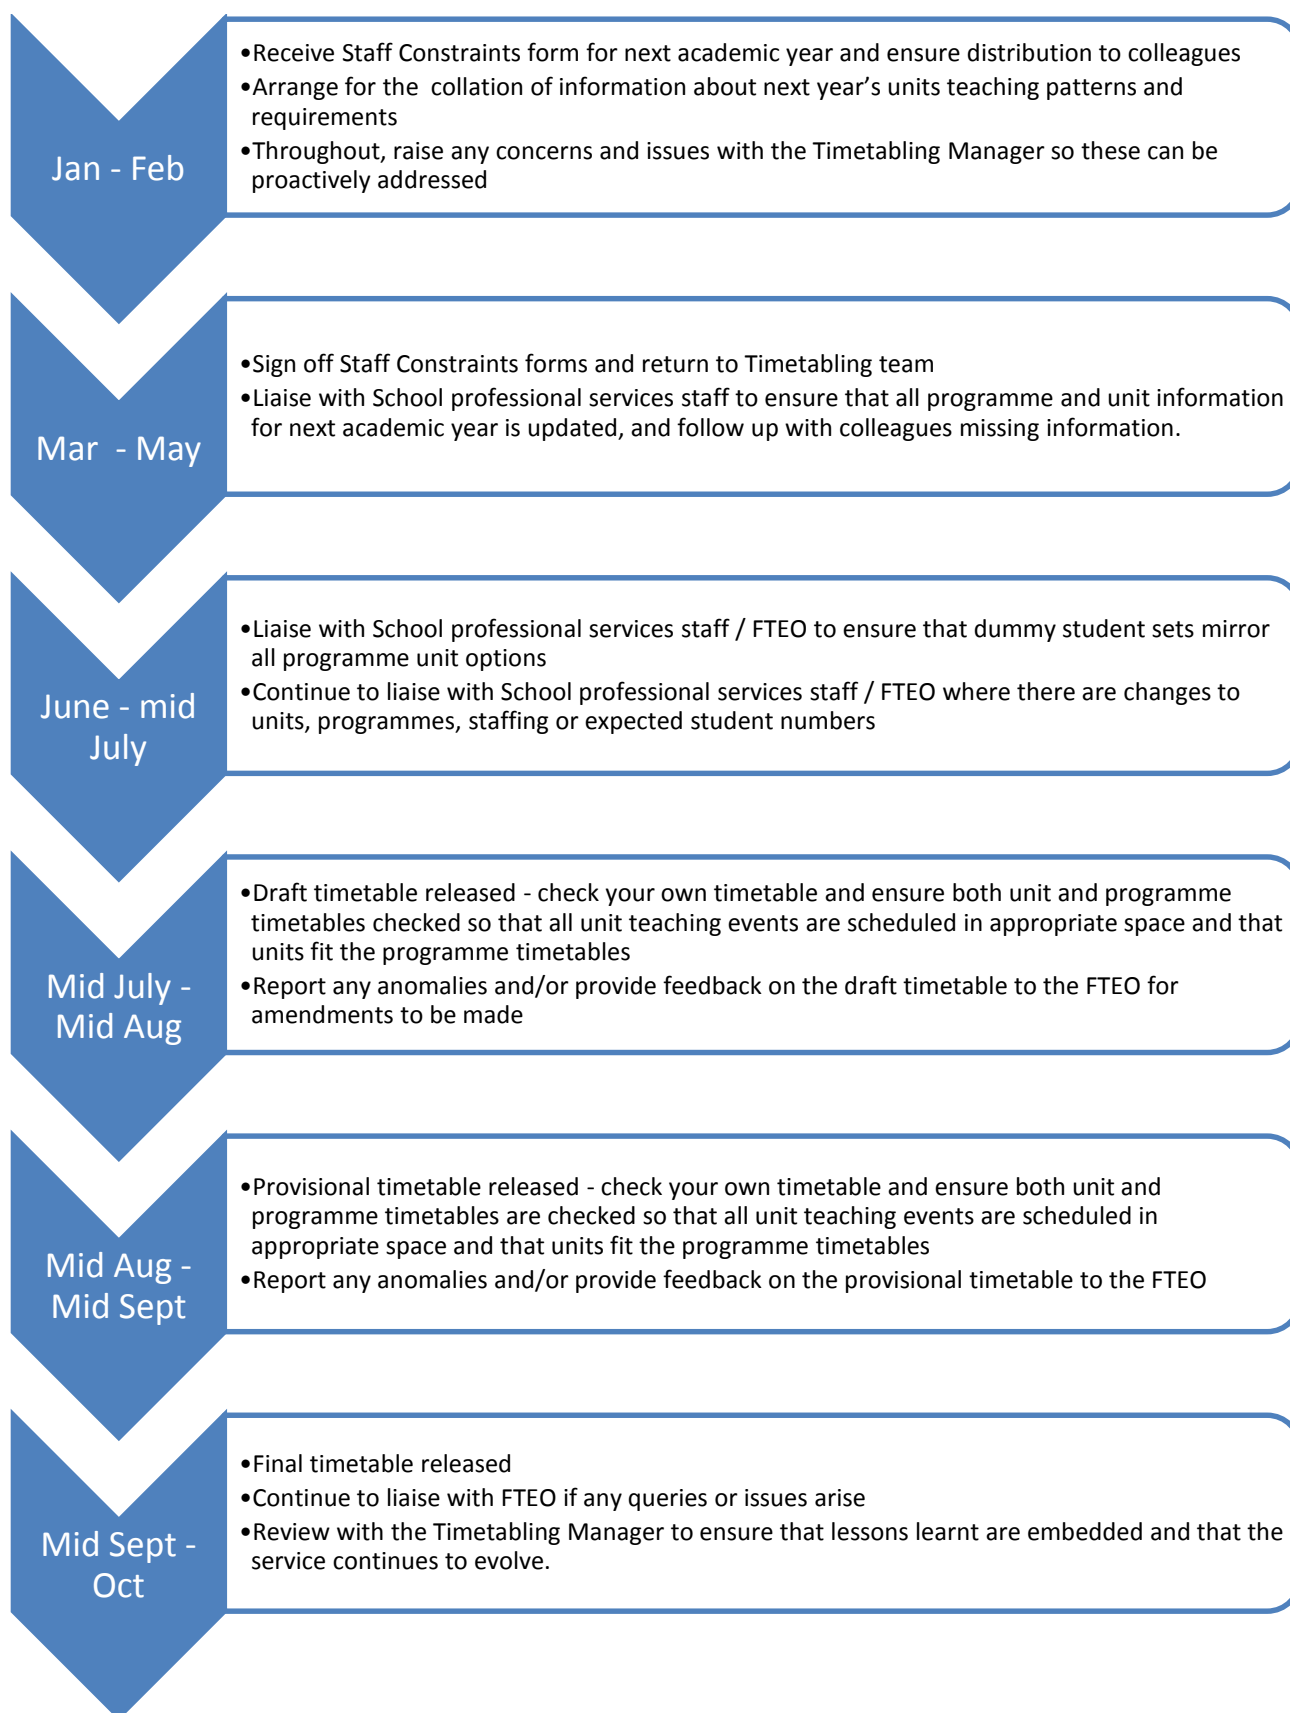 •Receive Staff Constraints form for next academic year and ensure distribution to colleagues
•Arrange for the  collation of information about next year's units teaching patterns and
requirements
•Throughout, raise any concerns and issues with the Timetabling Manager so these can be
proactively addressed
Jan - Feb
•Sign off Staff Constraints forms and return to Timetabling team
•Liaise with School professional services staff to ensure that all programme and unit information
for next academic year is updated, and follow up with colleagues missing information.
Mar  - May
•Liaise with School professional services staff / FTEO to ensure that dummy student sets mirror
all programme unit options
•Continue to liaise with School professional services staff / FTEO where there are changes to
units, programmes, staffing or expected student numbers
June - mid
July
•Draft timetable released - check your own timetable and ensure both unit and programme
timetables checked so that all unit teaching events are scheduled in appropriate space and that
units fit the programme timetables
•Report any anomalies and/or provide feedback on the draft timetable to the FTEO for
amendments to be made
Mid July -
Mid Aug
•Provisional timetable released - check your own timetable and ensure both unit and
programme timetables are checked so that all unit teaching events are scheduled in
appropriate space and that units fit the programme timetables
•Report any anomalies and/or provide feedback on the provisional timetable to the FTEO
Mid Aug -
Mid Sept
•Final timetable released
•Continue to liaise with FTEO if any queries or issues arise
•Review with the Timetabling Manager to ensure that lessons learnt are embedded and that the
service continues to evolve.
Mid Sept -
Oct